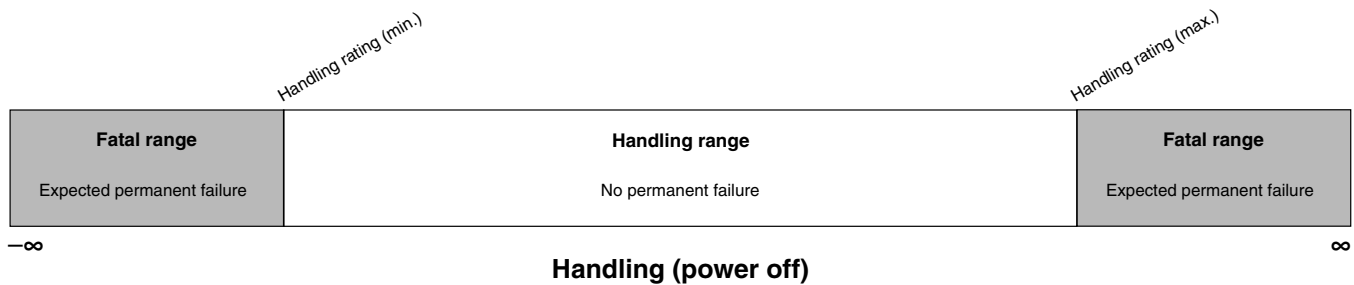 Handling rating (min.)
Handling rating (max.)
Fatal range
Handling range
Fatal range
Expected permanent failure
No permanent failure
Expected permanent failure
–∞
∞
Handling (power off)